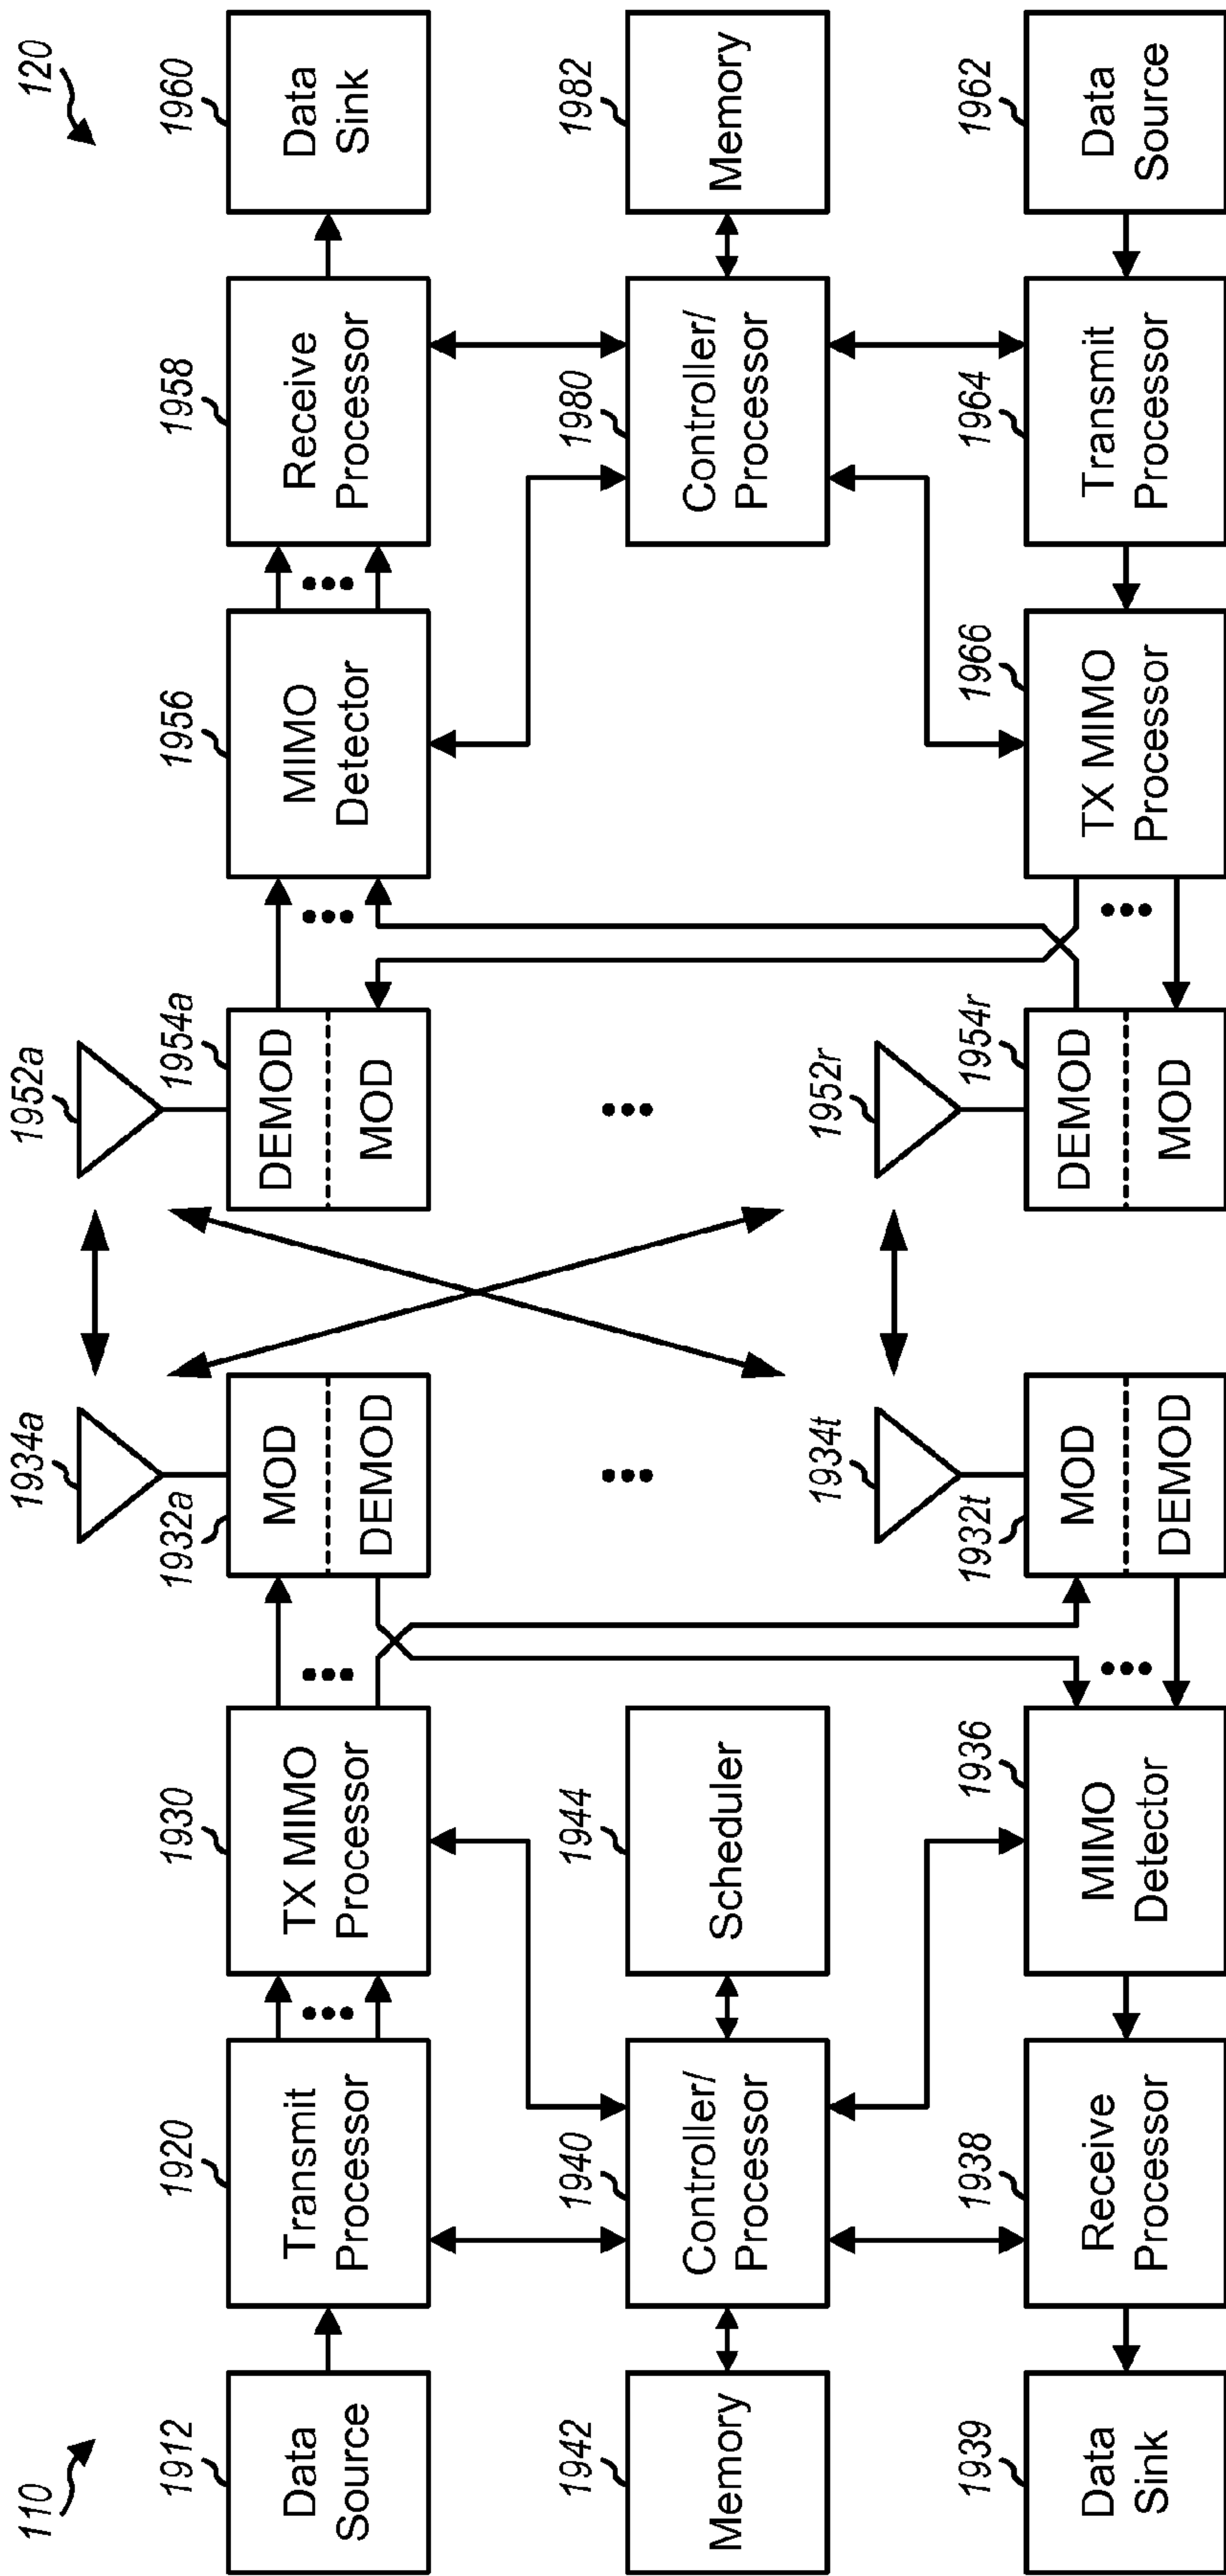 110
120
1912
Data
Source
1920
Transmit
Processor
1930
TX MIMO
Processor
1932a
MOD
DEMOD
1934a
1952a
1954a
DEMOD
MOD
1956
MIMO
Detector
1958
Receive
Processor
1960
Data
Sink
1942
Memory
1940
Controller/
Processor
1944
Scheduler
1980
Controller/
Processor
1982
Memory
1939
Data
Sink
1938
Receive
Processor
1936
MIMO
Detector
1932t
MOD
DEMOD
1934t
1952r
1954r
DEMOD
MOD
1966
TX MIMO
Processor
1964
Transmit
Processor
1962
Data
Source